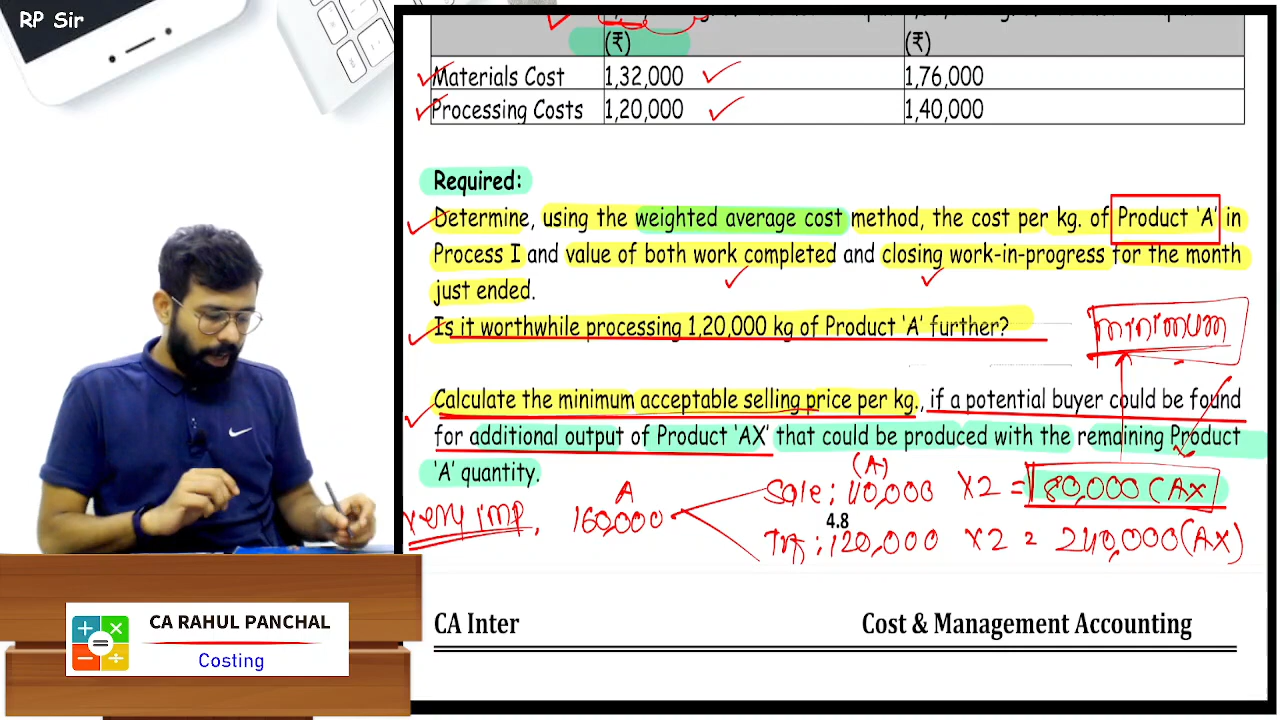 RP Sir
(₹) (₹)
Materials Cost 1,32,000 1,76,000
Processing Costs 1,20,000 1,40,000
Required:
Determine, using the weighted average cost method, the cost per kg. of Product 'A' in
Process I and value of both work completed and closing work-in-progress for the month
just ended.
Is it worthwhile processing 1,20,000 kg of Product 'A' further?
minimum
Calculate the minimum acceptable selling price per kg., if a potential buyer could be found
for additional output of Product 'AX' that could be produced with the remaining Product
'A' quantity.
(A)
very imp. A Sale: 40,000 X2 = 80,000 (AX
160,000
4.8
Trf: 120,000 X2 = 240,000 (AX)
CA RAHUL PANCHAL
Costing
CA Inter Cost & Management Accounting